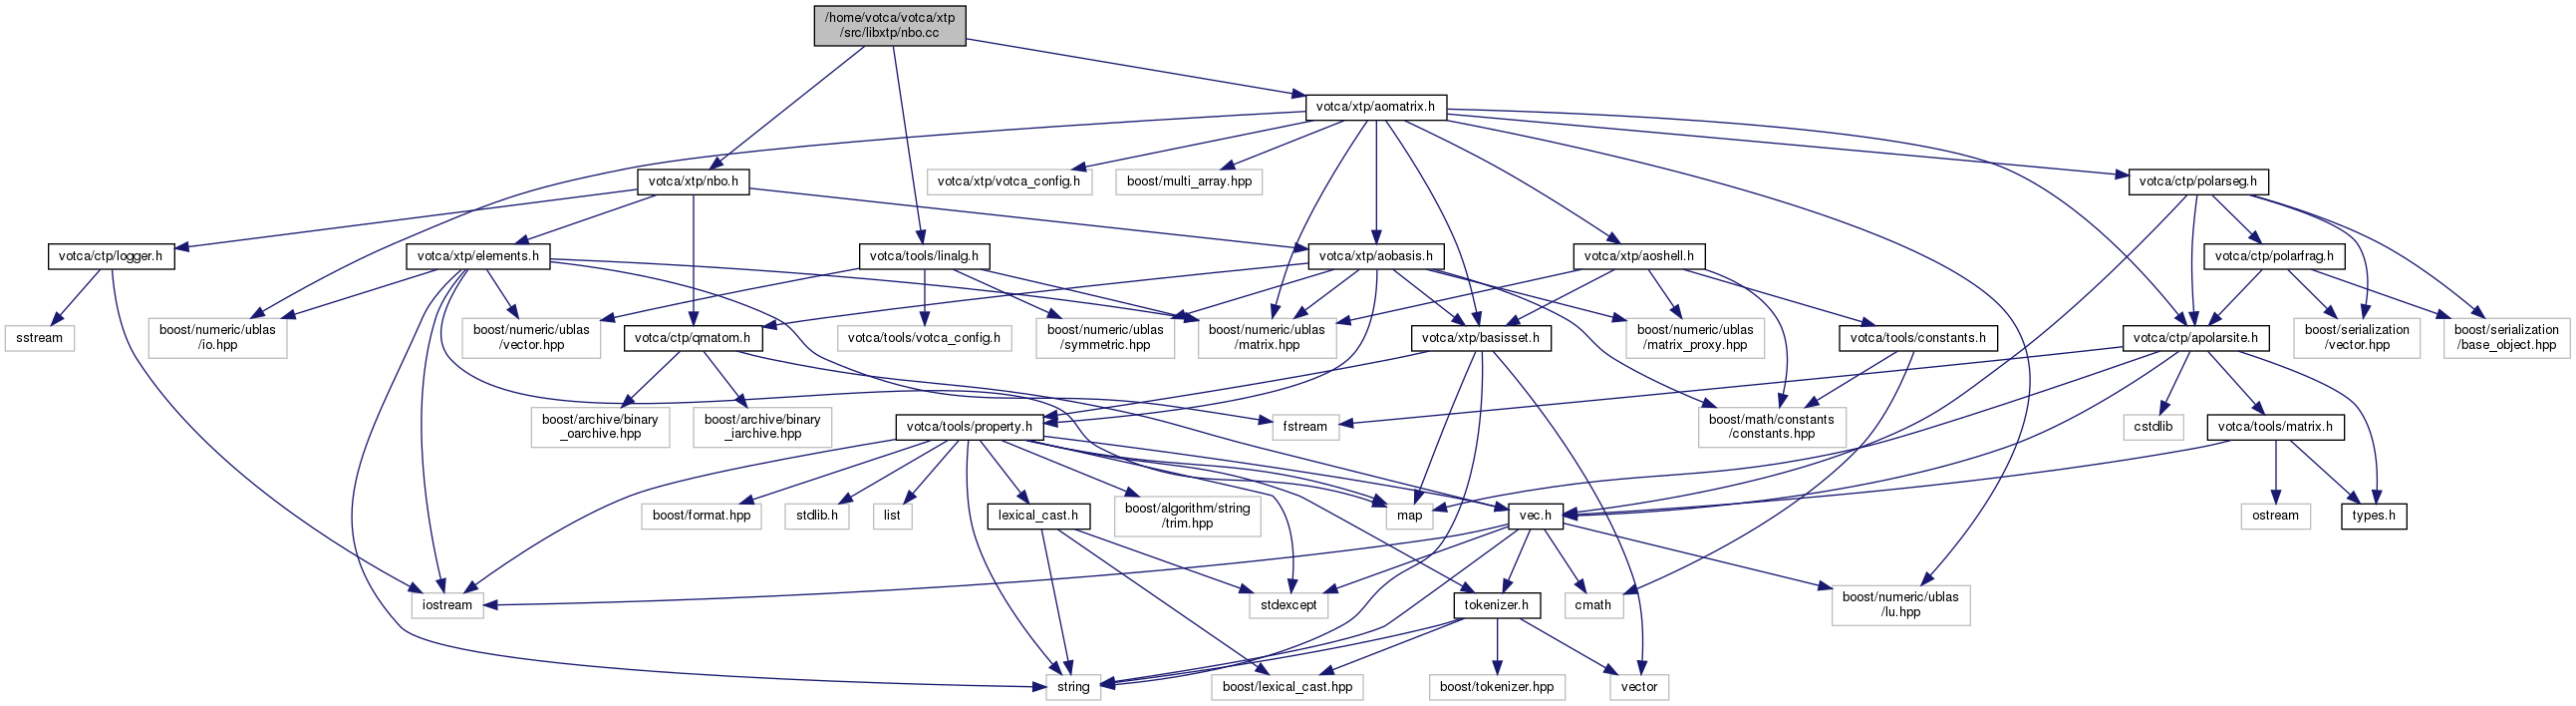 /home/votca/votca/xtp
/src/libxtp/nbo.cc
votca/xtp/aomatrix.h
votca/xtp/nbo.h
votca/xtp/votca_config.h
boost/multi_array.hpp
votca/ctp/polarseg.h
votca/ctp/logger.h
votca/xtp/elements.h
votca/tools/linalg.h
votca/xtp/aobasis.h
votca/xtp/aoshell.h
votca/ctp/polarfrag.h
sstream
boost/numeric/ublas
/io.hpp
boost/numeric/ublas
/vector.hpp
votca/ctp/qmatom.h
votca/tools/votca_config.h
boost/numeric/ublas
/symmetric.hpp
boost/numeric/ublas
/matrix.hpp
votca/xtp/basisset.h
boost/numeric/ublas
/matrix_proxy.hpp
votca/tools/constants.h
votca/ctp/apolarsite.h
boost/serialization
/vector.hpp
boost/serialization
/base_object.hpp
boost/archive/binary
_oarchive.hpp
boost/archive/binary
_iarchive.hpp
votca/tools/property.h
fstream
boost/math/constants
/constants.hpp
cstdlib
votca/tools/matrix.h
boost/format.hpp
stdlib.h
list
lexical_cast.h
boost/algorithm/string
/trim.hpp
map
vec.h
ostream
types.h
iostream
stdexcept
tokenizer.h
cmath
boost/numeric/ublas
/lu.hpp
string
boost/lexical_cast.hpp
boost/tokenizer.hpp
vector